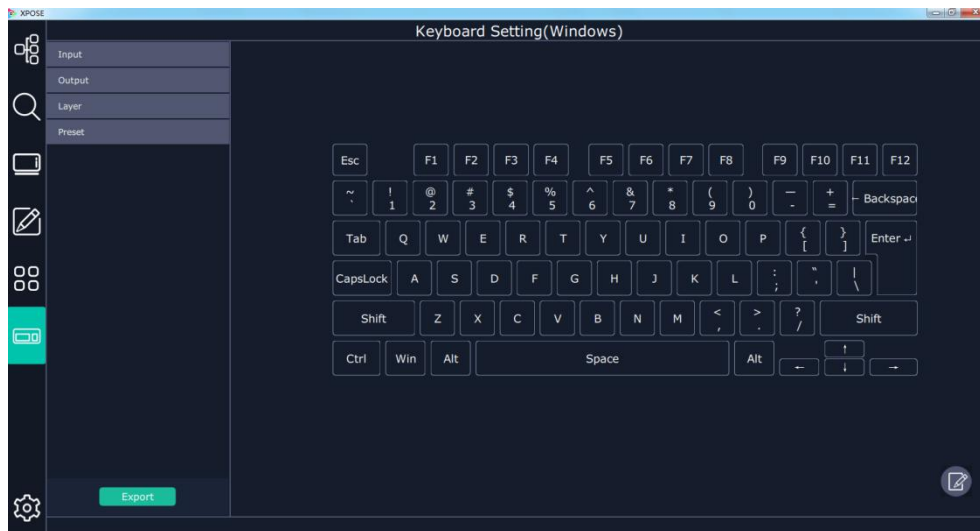 XPOSE
Keyboard Setting(Windows)
Input
Output
Layer
Preset
Esc F1 F2 F3 F4 F5 F6 F7 F8 F9 F10 F11 F12
~ ! @ # $ % ^ & * ( ) — +
` 1 2 3 4 5 6 7 8 9 0 - = ← Backspac
Tab Q W E R T Y U I O P { [ } ] Enter ↵
CapsLock A S D F G H J K L : ; " ' | \
Shift Z X C V B N M < , > . ? / Shift
Ctrl Win Alt Space Alt ← ↑ ↓ →
Export